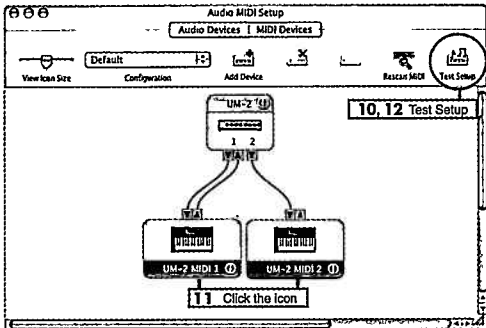 Audio MIDI Setup
Audio Devices | MIDI Devices
Default
View Icon Size
Configuration
Add Device
Rescan MIDI
Test Setup
10, 12 Test Setup
UM-2
1 2
UM-2 MIDI 1
UM-2 MIDI 2
11 Click the icon